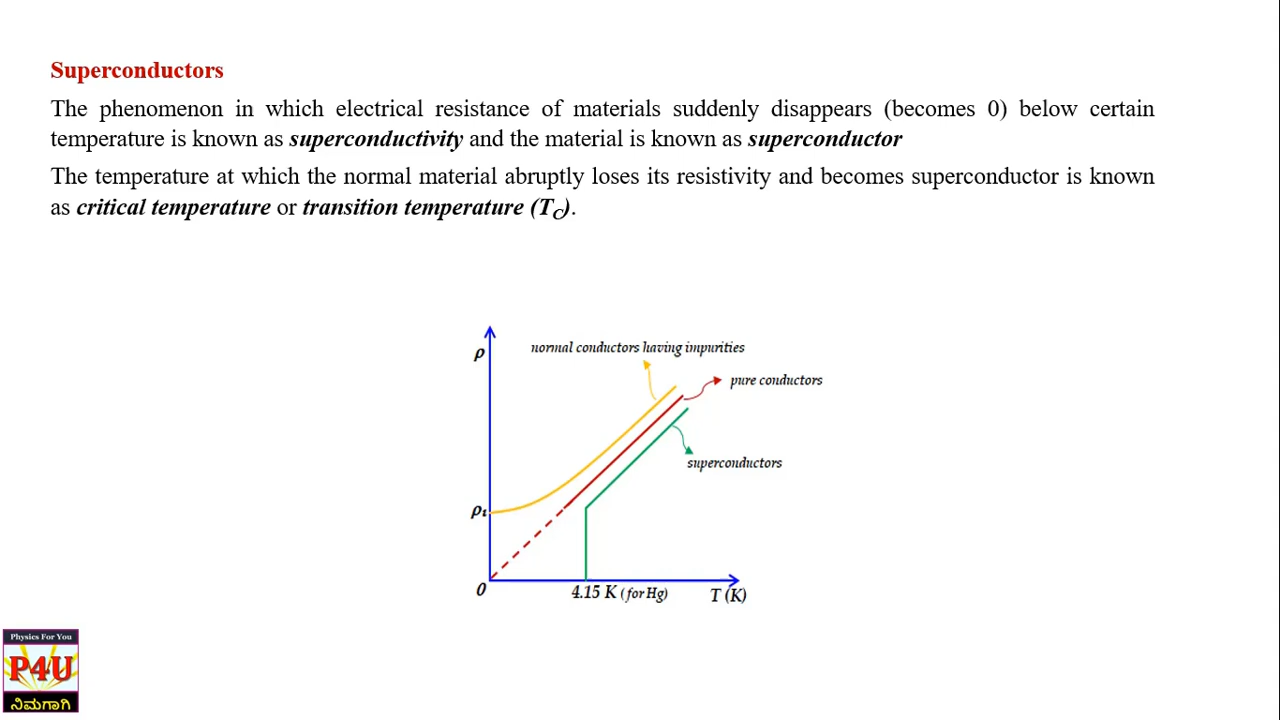 Superconductors
The phenomenon in which electrical resistance of materials suddenly disappears (becomes 0) below certain
temperature is known as superconductivity and the material is known as superconductor
The temperature at which the normal material abruptly loses its resistivity and becomes superconductor is known
as critical temperature or transition temperature (TC).
ρ
normal conductors having impurities
pure conductors
superconductors
ρι
0
4.15 K (for Hg)
T (K)
Physics For You
P4U
ನಿಮಗಾಗಿ